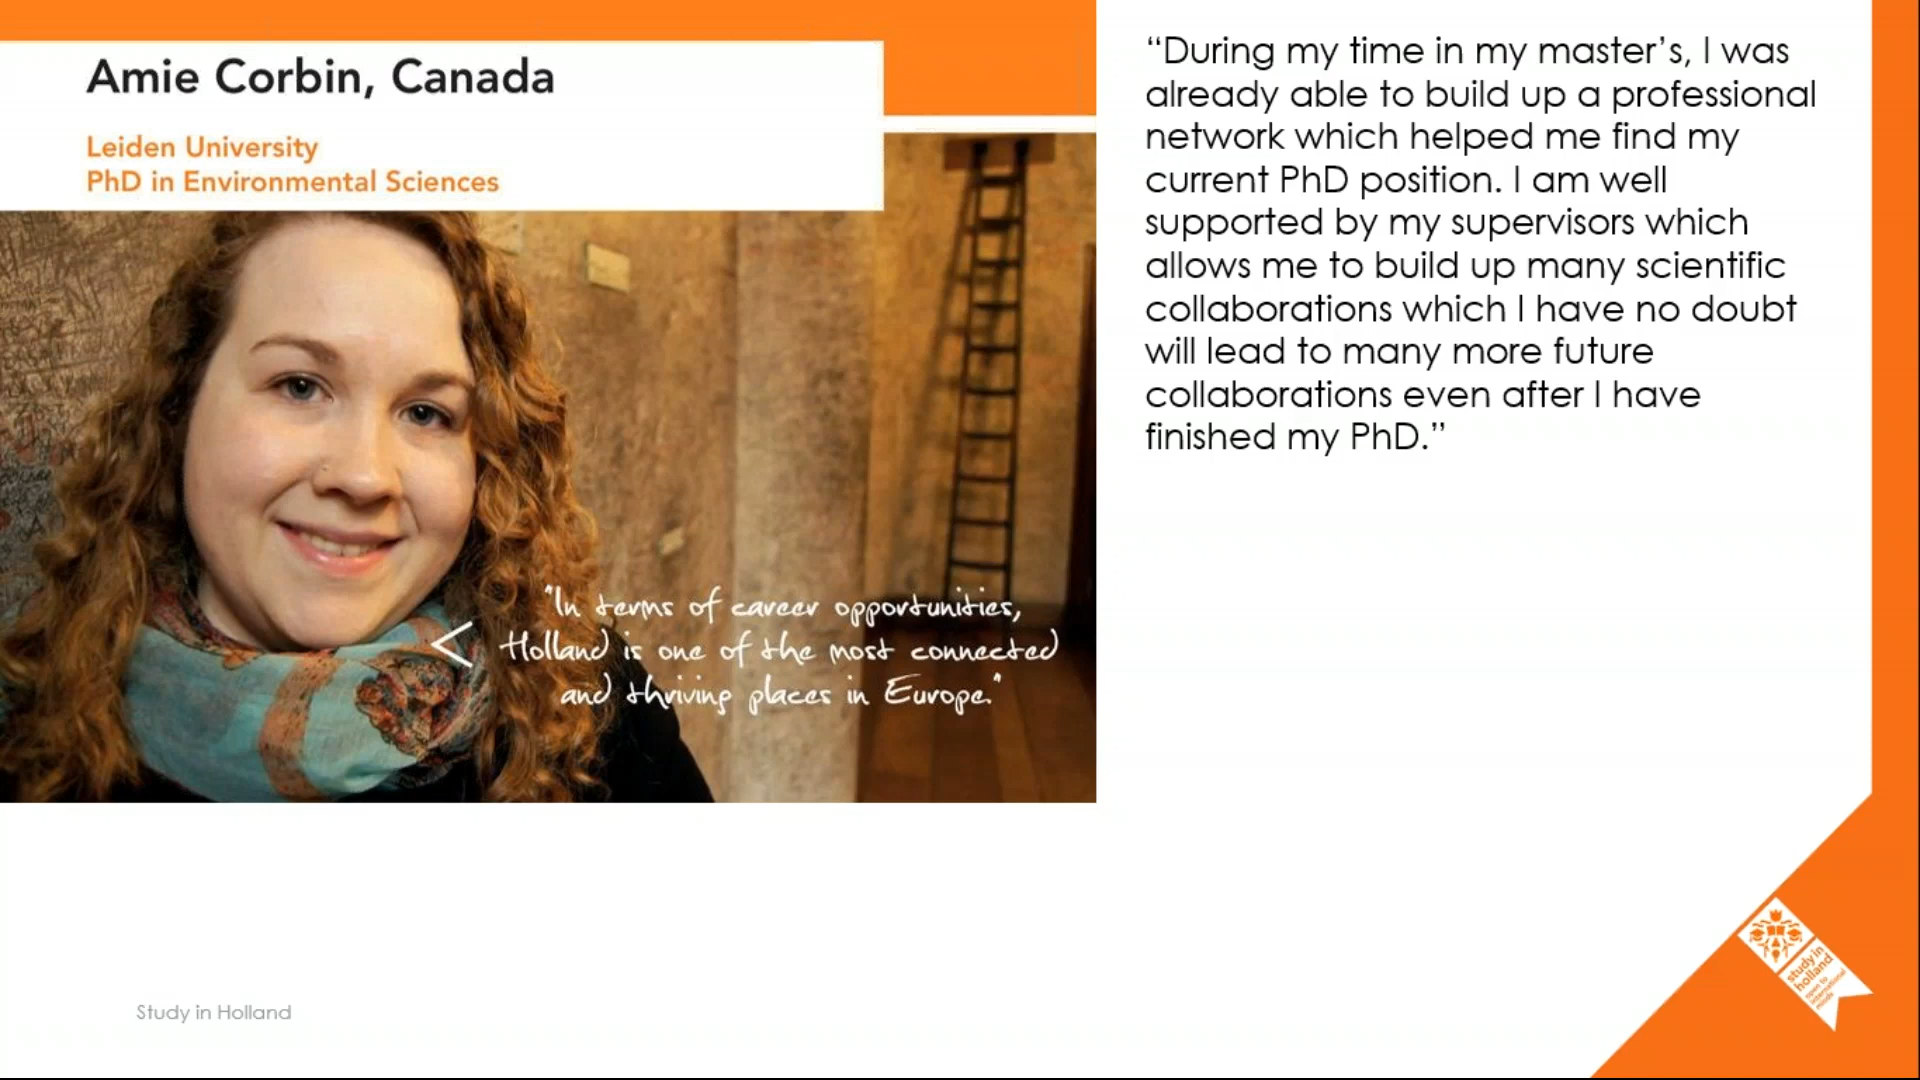 Amie Corbin, Canada
Leiden University
PhD in Environmental Sciences
"In terms of career opportunities,
Holland is one of the most connected
and thriving places in Europe."
“During my time in my master’s, I was
already able to build up a professional
network which helped me find my
current PhD position. I am well
supported by my supervisors which
allows me to build up many scientific
collaborations which I have no doubt
will lead to many more future
collaborations even after I have
finished my PhD.”
Study in Holland
study in
holland
open to
international
minds